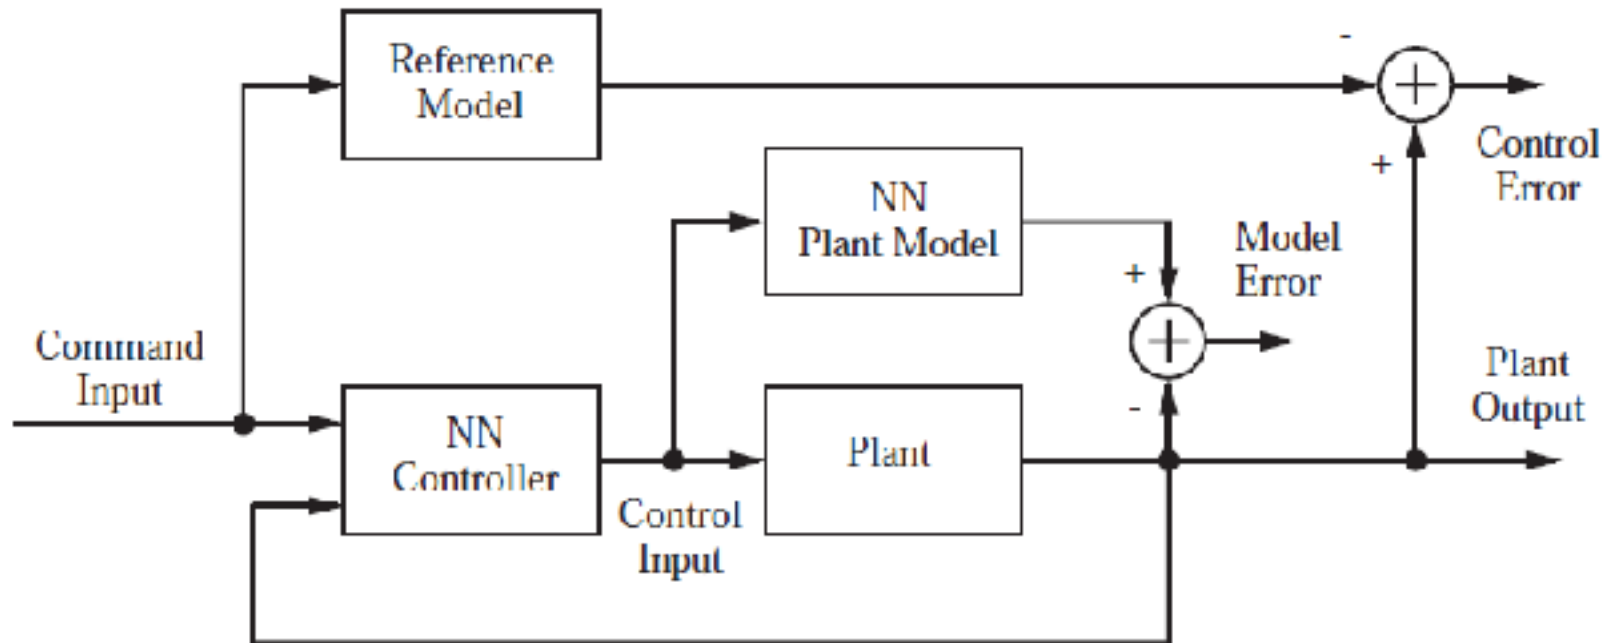 Reference
Model
-
+
Control
Error
NN
Plant Model
+
Model
Error
-
Command
Input
NN
Controller
Control
Input
Plant
Plant
Output